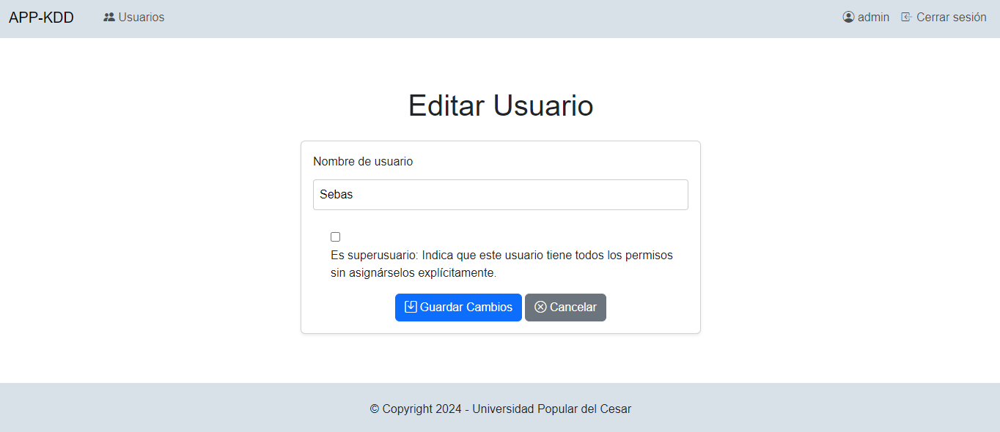 APP-KDD Usuarios admin Cerrar sesión
Editar Usuario
Nombre de usuario
Sebas
Es superusuario: Indica que este usuario tiene todos los permisos
sin asignárselos explícitamente.
Guardar Cambios Cancelar
© Copyright 2024 - Universidad Popular del Cesar